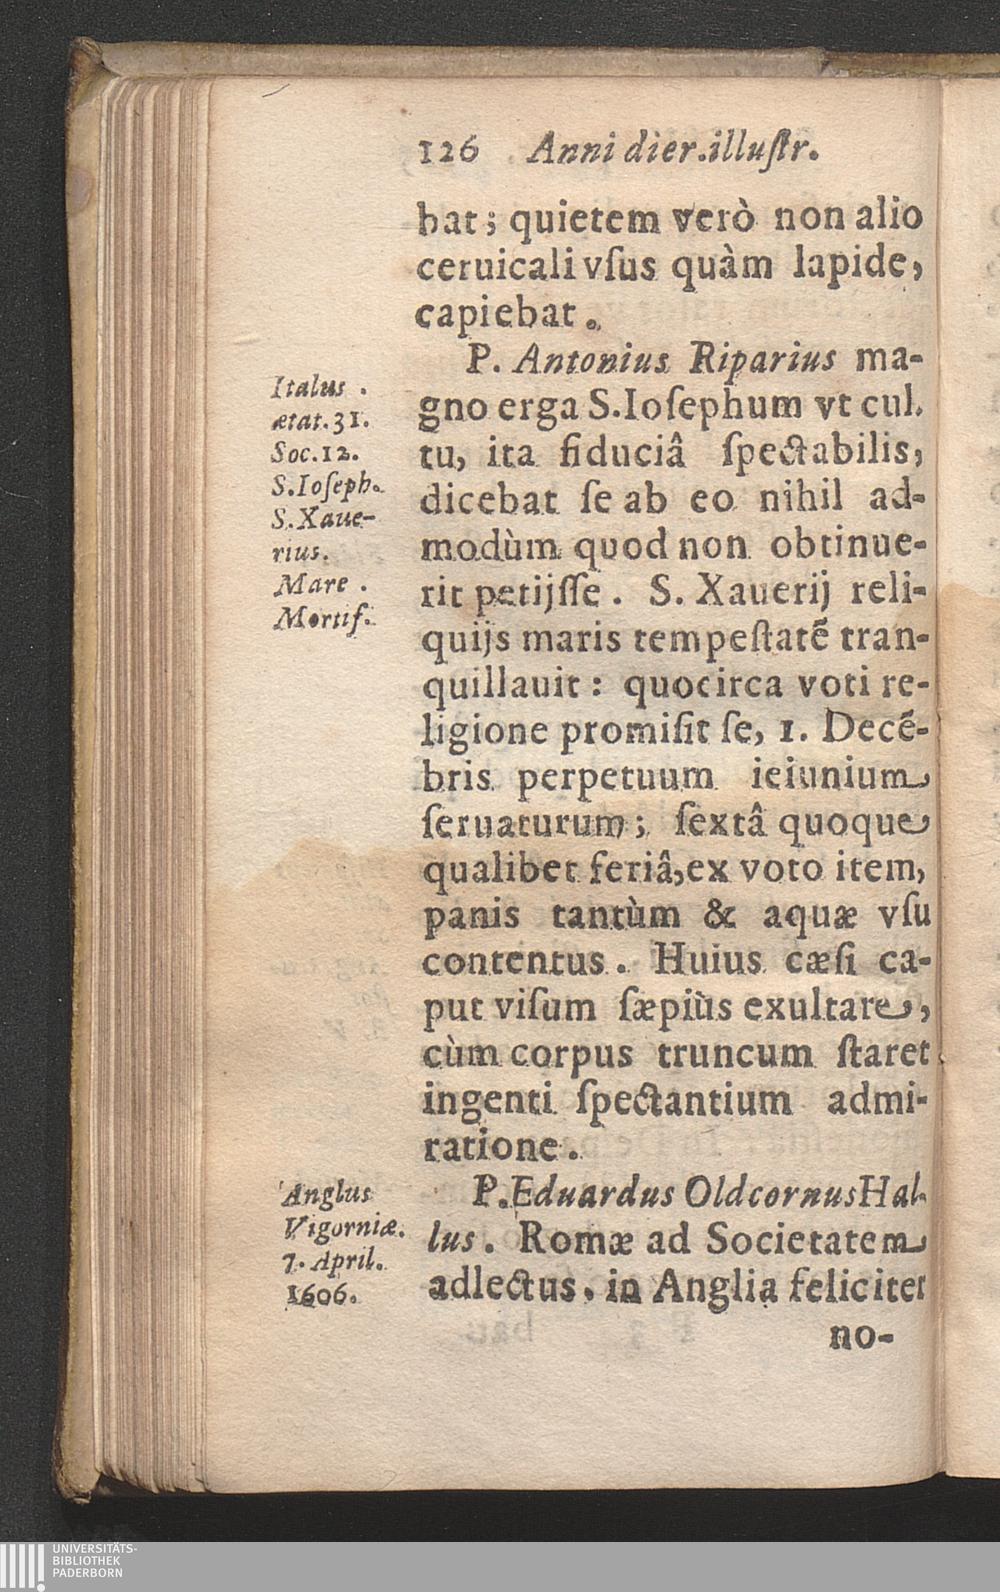 126 Anni dier.illuſtr.
bat; quietem verò non alio
ceruicali vſus quàm lapide,
capiebat.
P. Antonius Riparius ma-
gno erga S.Ioſephum vt cul-
tu, ita fiduciâ ſpectabilis,
dicebat ſe ab eo nihil ad-
modùm quod non obtinue-
rit petijſſe. S. Xauerij reli-
quijs maris tempeſtatẽ tran-
quillauit: quocirca voti re-
ligione promiſit ſe, 1. Decẽ-
bris perpetuum ieiunium
ſeruaturum; ſextâ quoque
qualibet feriâ,ex voto item,
panis tantùm & aquæ vſu
contentus. Huius cæſi ca-
put viſum ſæpiùs exultare,
cùm corpus truncum ſtaret
ingenti ſpectantium admi-
ratione.
P.Eduardus Oldcornus Hal-
lus. Romæ ad Societatem
adlectus, in Anglia feliciter
no-
Italus.
ætat.31.
Soc.12.
S.Ioſeph.
S.Xaue-
rius.
Mare.
Mortif.
Anglus
Vigorniæ.
7. April.
1606.
UNIVERSITÄTS-
BIBLIOTHEK
PADERBORN